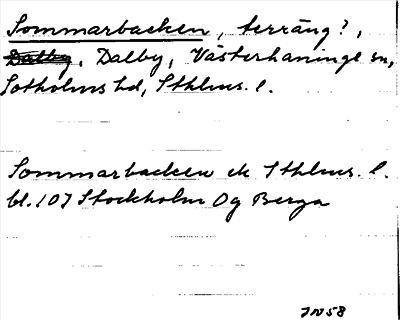 Sommarbacken, terräng?,
Dalby, Dalby, Västerhaninge sn,
Sotholms hd, Sthlms. l.
Sommarbacken ek Sthlms. l.
bl. 107 Stockholm Og Berga
JN58